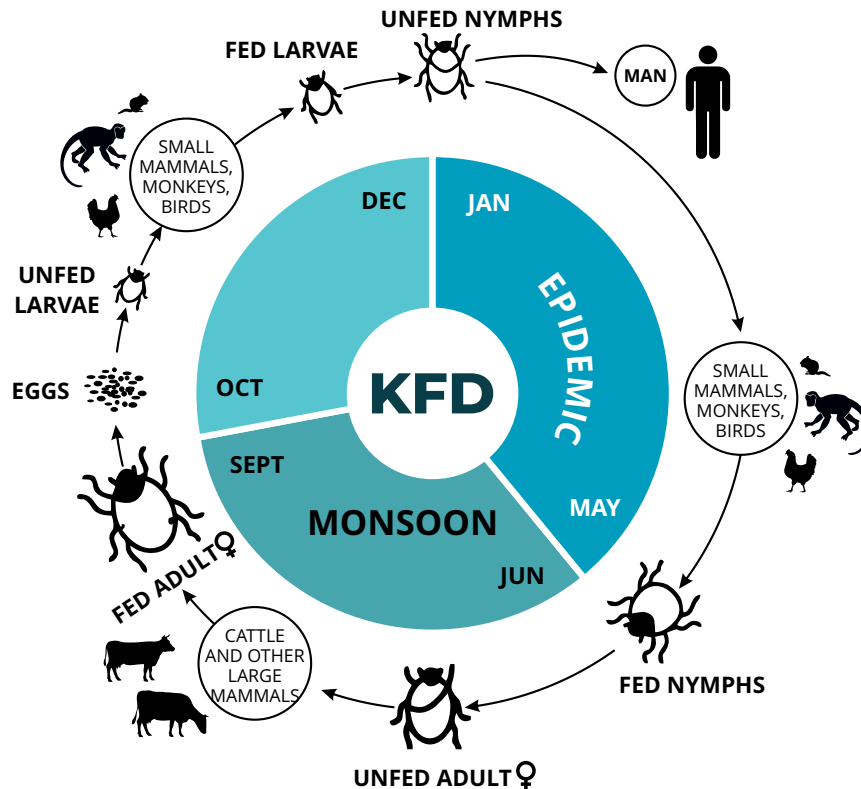 UNFED NYMPHS
FED LARVAE
MAN
SMALL
MAMMALS,
MONKEYS,
BIRDS
DEC
JAN
UNFED
LARVAE
EPIDEMIC
EGGS
OCT
KFD
SMALL
MAMMALS,
MONKEYS,
BIRDS
SEPT
MONSOON
MAY
JUN
FED ADULT♀
CATTLE
AND OTHER
LARGE
MAMMALS
FED NYMPHS
UNFED ADULT♀